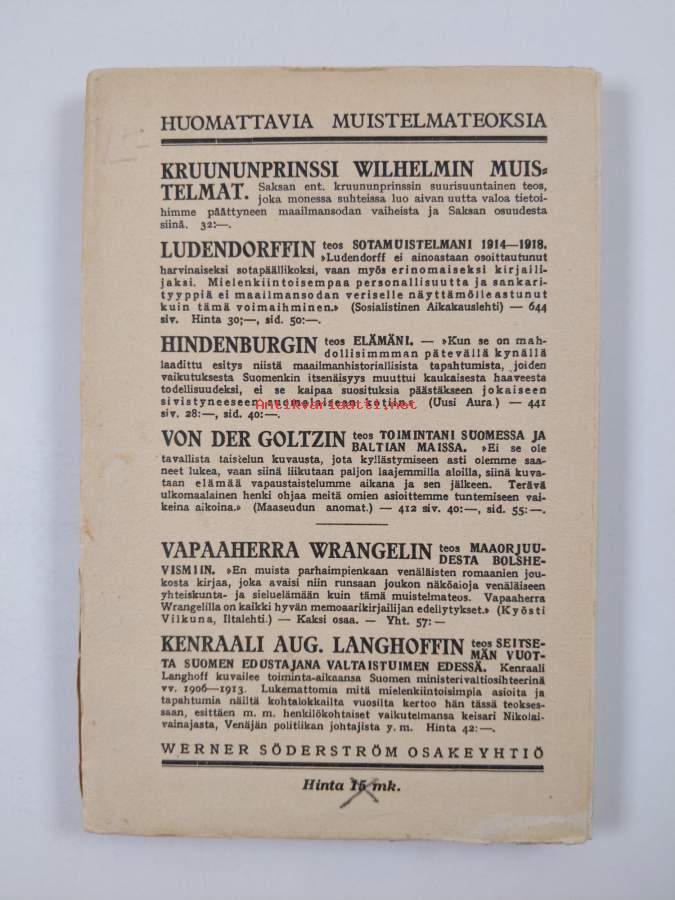 HUOMATTAVIA MUISTELMATEOKSIA
KRUUNUNPRINSSI WILHELMIN MUIS=
TELMAT. Saksan ent. kruununprinssin suurisuuntainen teos,
joka monessa suhteissa luo aivan uutta valoa tietoi-
himme päättyneen maailmansodan vaiheista ja Saksan osuudesta
siinä. 32:—.
LUDENDORFFIN teos SOTAMUISTELMANI 1914—1918.
»Ludendorff ei ainoastaan osoittautunut
harvinaiseksi sotapäällikoksi, vaan myös erinomaiseksi kirjaili-
jaksi. Mielenkiintoisempaa personallisuutta ja sankari-
tyyppiä ei maailmansodan veriselle näyttämölle astunut
kuin tämä voimaihminen.» (Sosialistinen Aikakauslehti) — 644
siv. Hinta 30;—, sid. 50:—.
HINDENBURGIN teos ELÄMÄNI. — »Kun se on mah-
dollisimmman pätevällä kynällä
laadittu esitys niistä maailmanhistoriallisista tapahtumista, joiden
vaikutuksesta Suomenkin itsenäisyys muuttui kaukaisesta haaveesta
todellisuudeksi, ei se kaipaa suosituksia päästäkseen jokaiseen
sivistyneeseen suomalaiseen kotiin» (Uusi Aura) — 441
siv. 28:—, sid. 40:—.
Antikvariaatti.net
VON DER GOLTZIN teos TOIMINTANI SUOMESSA JA
BALTIAN MAISSA. »Ei se ole
tavallista taistelun kuvausta, jota kyllästymiseen asti olemme saa-
neet lukea, vaan siinä liikutaan paljon laajemmilla aloilla, siinä kuva-
taan elämää vapaustaistelumme aikana ja sen jälkeen. Terävä
ulkomaalainen henki ohjaa meitä omien asioittemme tuntemiseen vai-
keina aikoina.» (Maaseudun anomat.) — 412 siv. 40:—, sid. 55:—.
VAPAAHERRA WRANGELIN teos MAAORJUU-
DESTA BOLSHE-
VISMIIN. »En muista parhaimpienkaan venäläisten romaanien jou-
kosta kirjaa, joka avaisi niin runsaan joukon näköaloja venäläiseen
yhteiskunta- ja sieluelämään kuin tämä muistelmateos. Vapaaherra
Wrangelilla on kaikki hyvän memoaarikirjailijan edellytykset.» (Kyösti
Vilkuna, Iltalehti.) — Kaksi osaa. — Yht. 57:—
KENRAALI AUG. LANGHOFFIN teos SEITSE-
MÄN VUOT-
TA SUOMEN EDUSTAJANA VALTAISTUIMEN EDESSÄ. Kenraali
Langhoff kuvailee toiminta-aikaansa Suomen ministerivaltiosihteerinä
vv. 1906—1913. Lukemattomia mitä mielenkiintoisimpia asioita ja
tapahtumia näiltä kohtalokkailta vuosilta kertoo hän tässä teokses-
saan, esittäen m. m. henkilökohtaiset vaikutelmansa keisari Nikolai-
vainajasta, Venäjän politiikan johtajista y. m. Hinta 42:—.
WERNER SÖDERSTRÖM OSAKEYHTIÖ
Hinta 15 mk.